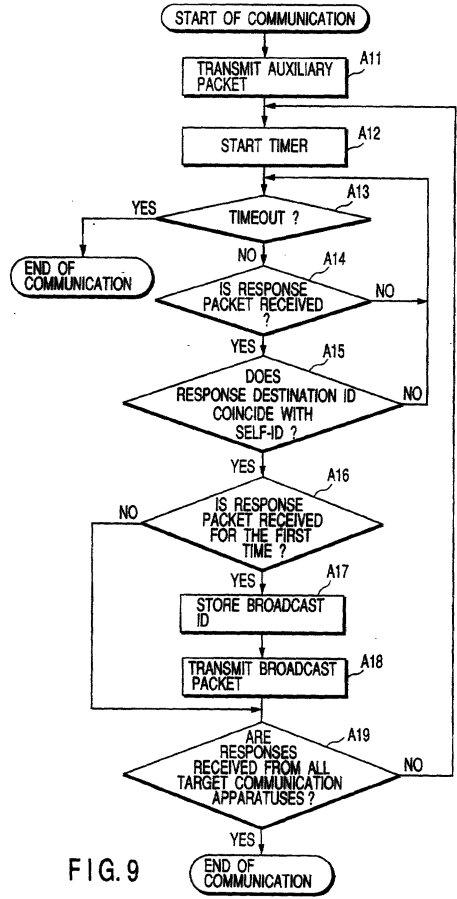 START OF COMMUNICATION
A11
TRANSMIT AUXILIARY
PACKET
A12
START TIMER
A13
YES
TIMEOUT ?
END OF
COMMUNICATION
NO
A14
IS RESPONSE
PACKET RECEIVED
?
NO
YES
A15
DOES
RESPONSE DESTINATION ID
COINCIDE WITH
SELF-ID ?
NO
YES
A16
IS RESPONSE
PACKET RECEIVED
FOR THE FIRST
TIME ?
NO
YES
A17
STORE BROADCAST
ID
A18
TRANSMIT BROADCAST
PACKET
A19
ARE
RESPONSES
RECEIVED FROM ALL
TARGET COMMUNICATION
APPARATUSES ?
NO
YES
END OF
COMMUNICATION
FIG. 9